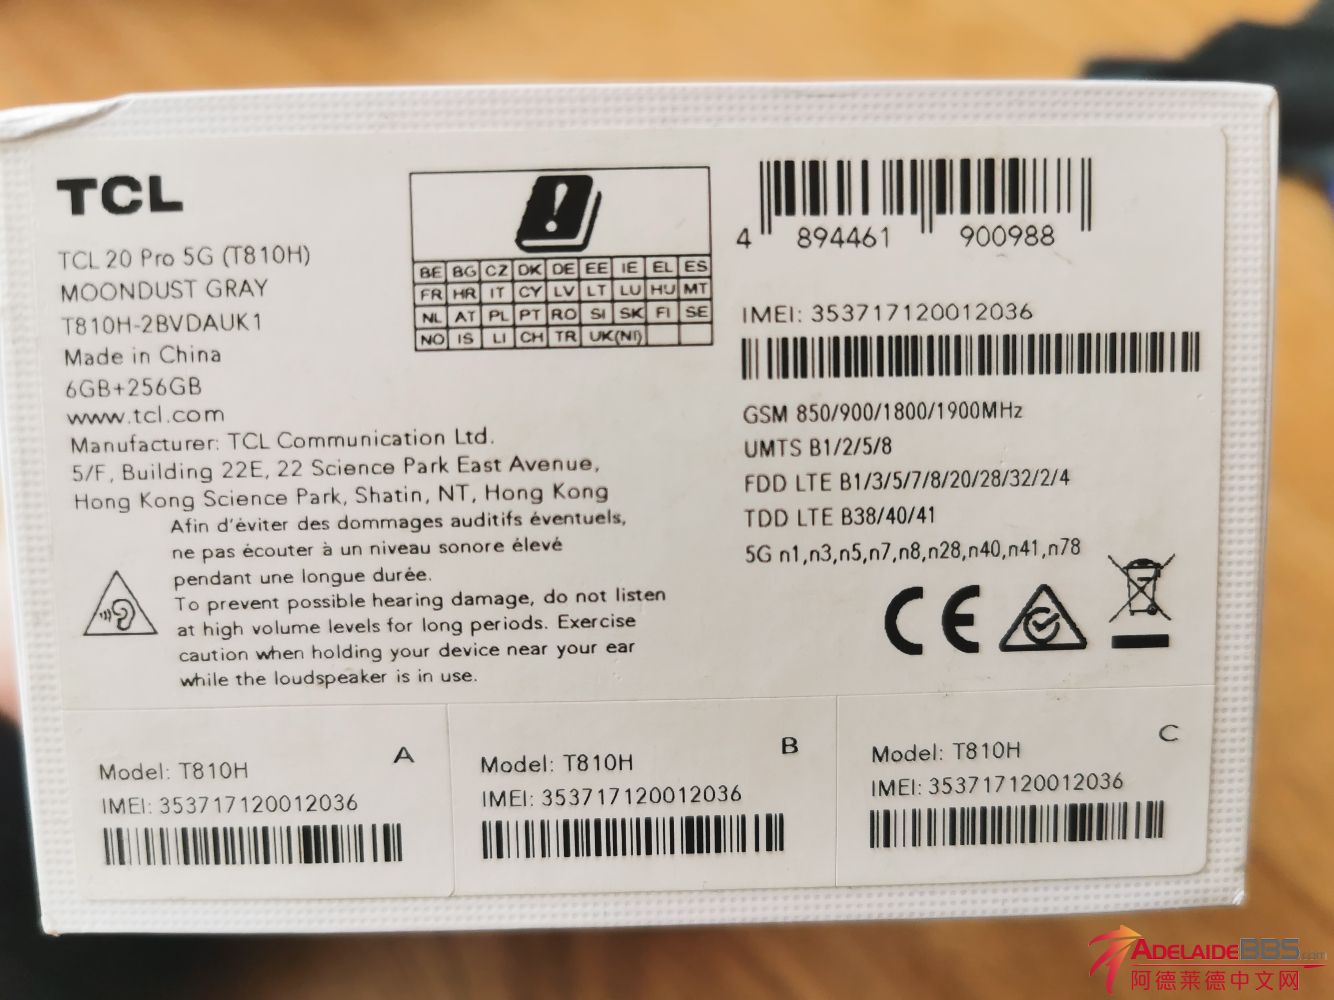 TCL
TCL 20 Pro 5G (T810H)
MOONDUST GRAY
T810H-2BVDAUK1
Made in China
6GB+256GB
www.tcl.com
Manufacturer: TCL Communication Ltd.
5/F, Building 22E, 22 Science Park East Avenue,
Hong Kong Science Park, Shatin, NT, Hong Kong
Afin d'éviter des dommages auditifs éventuels,
ne pas écouter à un niveau sonore élevé
pendant une longue durée.
To prevent possible hearing damage, do not listen
at high volume levels for long periods. Exercise
caution when holding your device near your ear
while the loudspeaker is in use.
!
BE BG CZ DK DE EE IE EL ES
FR HR IT CY LV LT LU HU MT
NL AT PL PT RO SI SK FI SE
NO IS LI CH TR UK(NI)
4 894461 900988
IMEI: 353717120012036
GSM 850/900/1800/1900MHz
UMTS B1/2/5/8
FDD LTE B1/3/5/7/8/20/28/32/2/4
TDD LTE B38/40/41
5G n1,n3,n5,n7,n8,n28,n40,n41,n78
CE
A
Model: T810H
IMEI: 353717120012036
B
Model: T810H
IMEI: 353717120012036
C
Model: T810H
IMEI: 353717120012036
ADELAIDEBBS.com
阿德莱德中文网